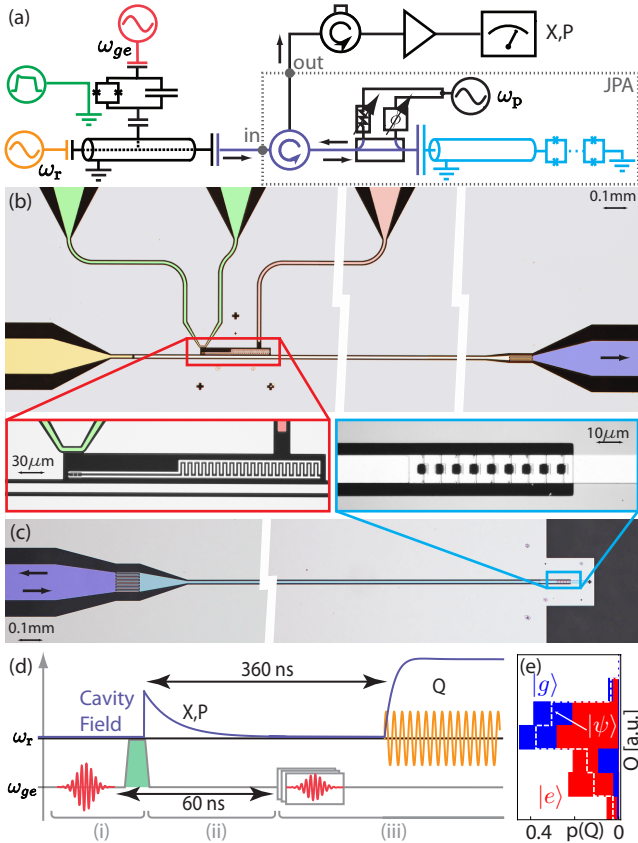 (a)
ω_ge
X,P
out
JPA
ω_p
ϕ
in
ω_r
(b)
0.1mm
30μm
10μm
(c)
0.1mm
(d)
360 ns
(e)
Cavity
Field
X,P
Q
|g⟩
|ψ⟩
|e⟩
Q [a.u.]
ω_r
ω_ge
60 ns
(i)
(ii)
(iii)
0.4
p(Q)
0